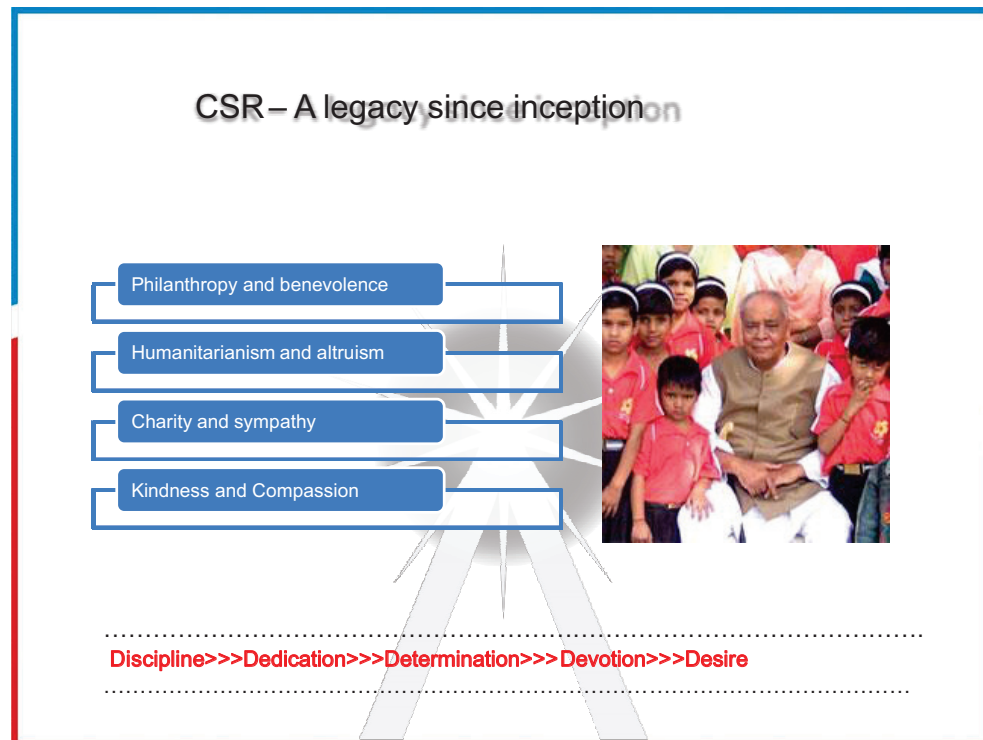 CSR – A legacy since inception
Philanthropy and benevolence
Humanitarianism and altruism
Charity and sympathy
Kindness and Compassion
Discipline>>>Dedication>>>Determination>>>Devotion>>>Desire